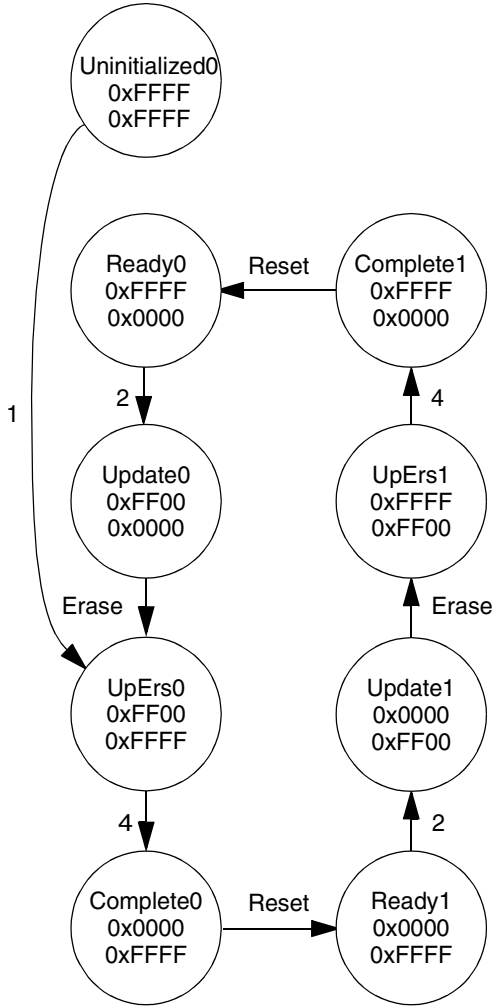 Uninitialized0
0xFFFF
0xFFFF
Ready0
0xFFFF
0x0000
Reset
Complete1
0xFFFF
0x0000
1
2
4
Update0
0xFF00
0x0000
UpErs1
0xFFFF
0xFF00
Erase
Erase
UpErs0
0xFF00
0xFFFF
Update1
0x0000
0xFF00
4
2
Complete0
0x0000
0xFFFF
Reset
Ready1
0x0000
0xFFFF